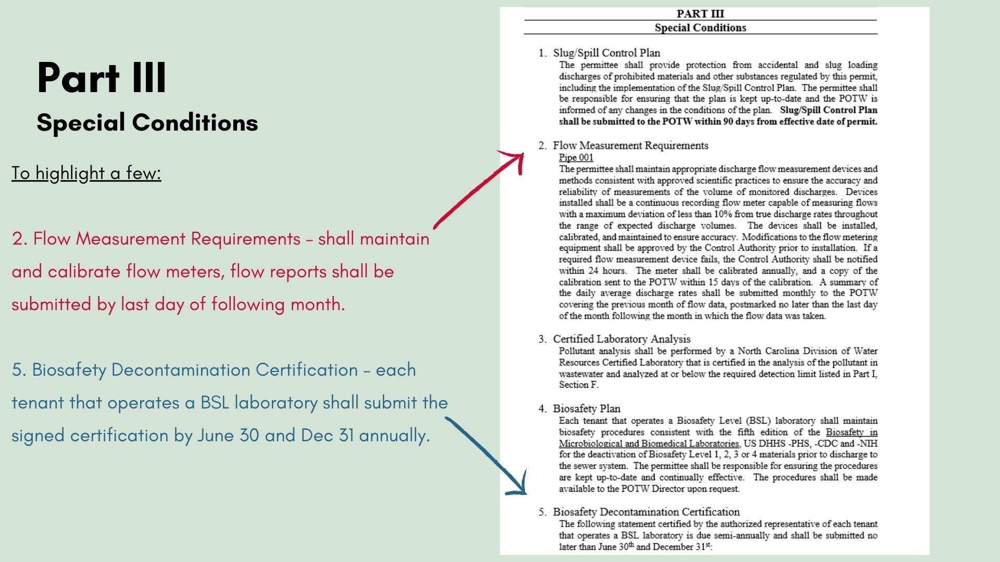 Part III
Special Conditions
To highlight a few:
2. Flow Measurement Requirements – shall maintain
and calibrate flow meters, flow reports shall be
submitted by last day of following month.
5. Biosafety Decontamination Certification – each
tenant that operates a BSL laboratory shall submit the
signed certification by June 30 and Dec 31 annually.
PART III
Special Conditions
1. Slug/Spill Control Plan
The permittee shall provide protection from accidental and slug loading
discharges of prohibited materials and other substances regulated by this permit,
including the implementation of the Slug/Spill Control Plan. The permittee shall
be responsible for ensuring that the plan is kept up-to-date and the POTW is
informed of any changes in the conditions of the plan. Slug/Spill Control Plan
shall be submitted to the POTW within 90 days from effective date of permit.
2. Flow Measurement Requirements
Pipe 001
The permittee shall maintain appropriate discharge flow measurement devices and
methods consistent with approved scientific practices to ensure the accuracy and
reliability of measurements of the volume of monitored discharges. Devices
installed shall be a continuous recording flow meter capable of measuring flows
with a maximum deviation of less than 10% from true discharge rates throughout
the range of expected discharge volumes. The devices shall be installed,
calibrated, and maintained to ensure accuracy. Modifications to the flow metering
equipment shall be approved by the Control Authority prior to installation. If a
required flow measurement device fails, the Control Authority shall be notified
within 24 hours. The meter shall be calibrated annually, and a copy of the
calibration sent to the POTW within 15 days of the calibration. A summary of
the daily average discharge rates shall be submitted monthly to the POTW
covering the previous month of flow data, postmarked no later than the last day
of the month following the month in which the flow data was taken.
3. Certified Laboratory Analysis
Pollutant analysis shall be performed by a North Carolina Division of Water
Resources Certified Laboratory that is certified in the analysis of the pollutant in
wastewater and analyzed at or below the required detection limit listed in Part I,
Section F.
4. Biosafety Plan
Each tenant that operates a Biosafety Level (BSL) laboratory shall maintain
biosafety procedures consistent with the fifth edition of the Biosafety in
Microbiological and Biomedical Laboratories, US DHHS -PHS, -CDC and -NIH
for the deactivation of Biosafety Level 1, 2, 3 or 4 materials prior to discharge to
the sewer system. The permittee shall be responsible for ensuring the procedures
are kept up-to-date and continually effective. The procedures shall be made
available to the POTW Director upon request.
5. Biosafety Decontamination Certification
The following statement certified by the authorized representative of each tenant
that operates a BSL laboratory is due semi-annually and shall be submitted no
later than June 30th and December 31st: